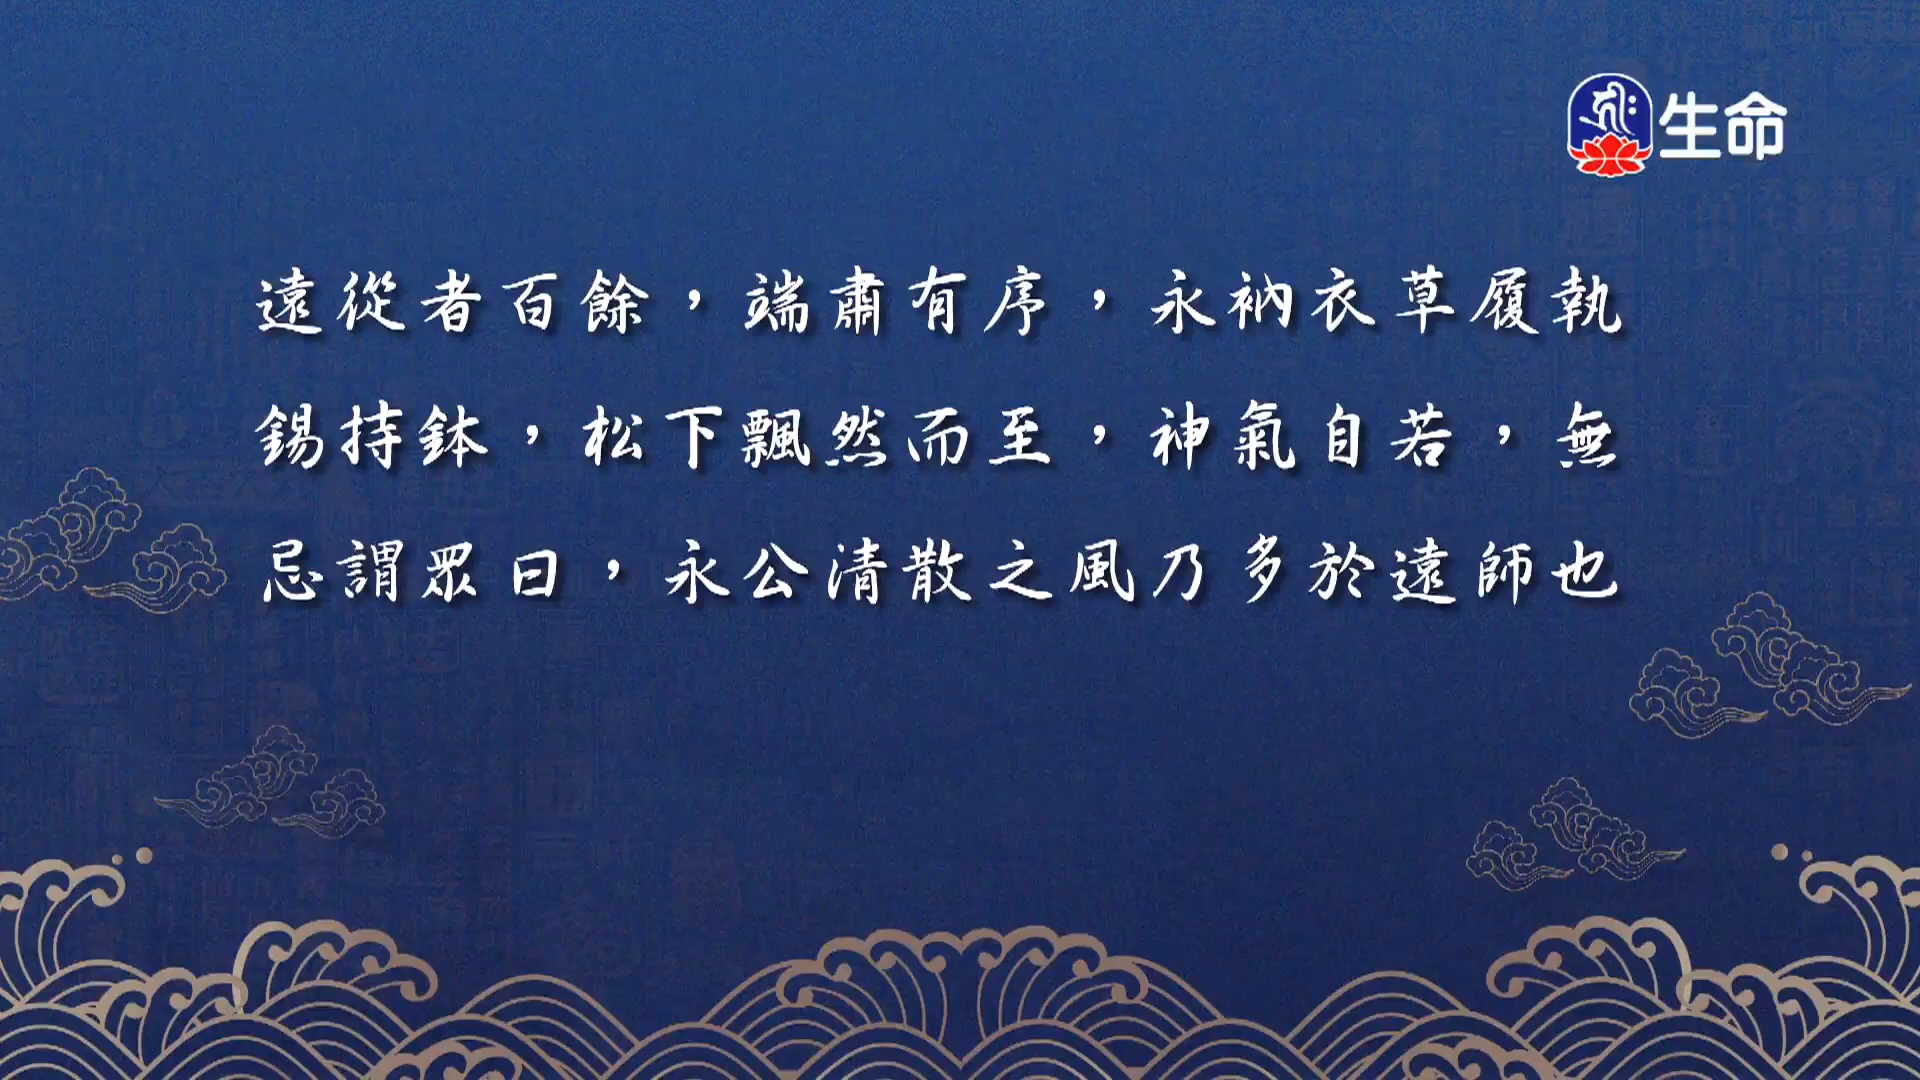 生命
遠從者百餘，端肅有序，永衲衣草履執
錫持鉢，松下飄然而至，神氣自若，無
忌謂眾曰，永公清散之風乃多於遠師也